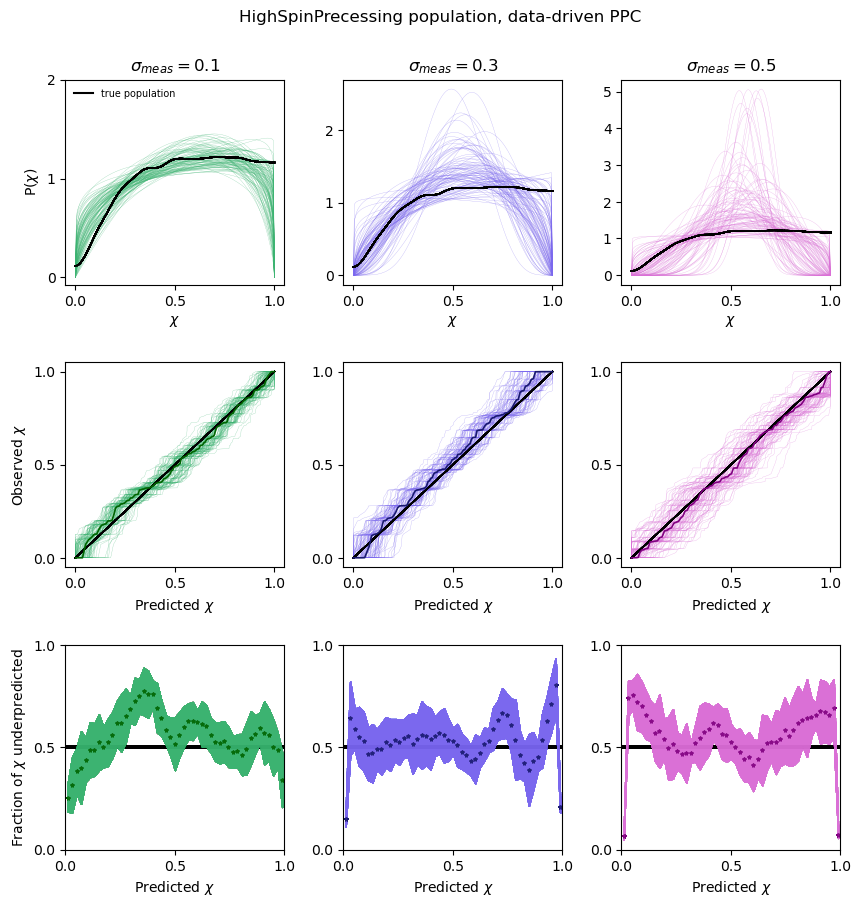 HighSpinPrecessing population, data-driven PPC
σ_meas = 0.1
σ_meas = 0.3
σ_meas = 0.5
true population
P(χ)
2
1
0
2
1
0
5
4
3
2
1
0
0.0 0.5 1.0
0.0 0.5 1.0
0.0 0.5 1.0
χ
χ
χ
Observed χ
1.0
0.5
0.0
1.0
0.5
0.0
1.0
0.5
0.0
0.0 0.5 1.0
0.0 0.5 1.0
0.0 0.5 1.0
Predicted χ
Predicted χ
Predicted χ
Fraction of χ underpredicted
1.0
0.5
0.0
1.0
0.5
0.0
1.0
0.5
0.0
0.0 0.5 1.0
0.0 0.5 1.0
0.0 0.5 1.0
Predicted χ
Predicted χ
Predicted χ